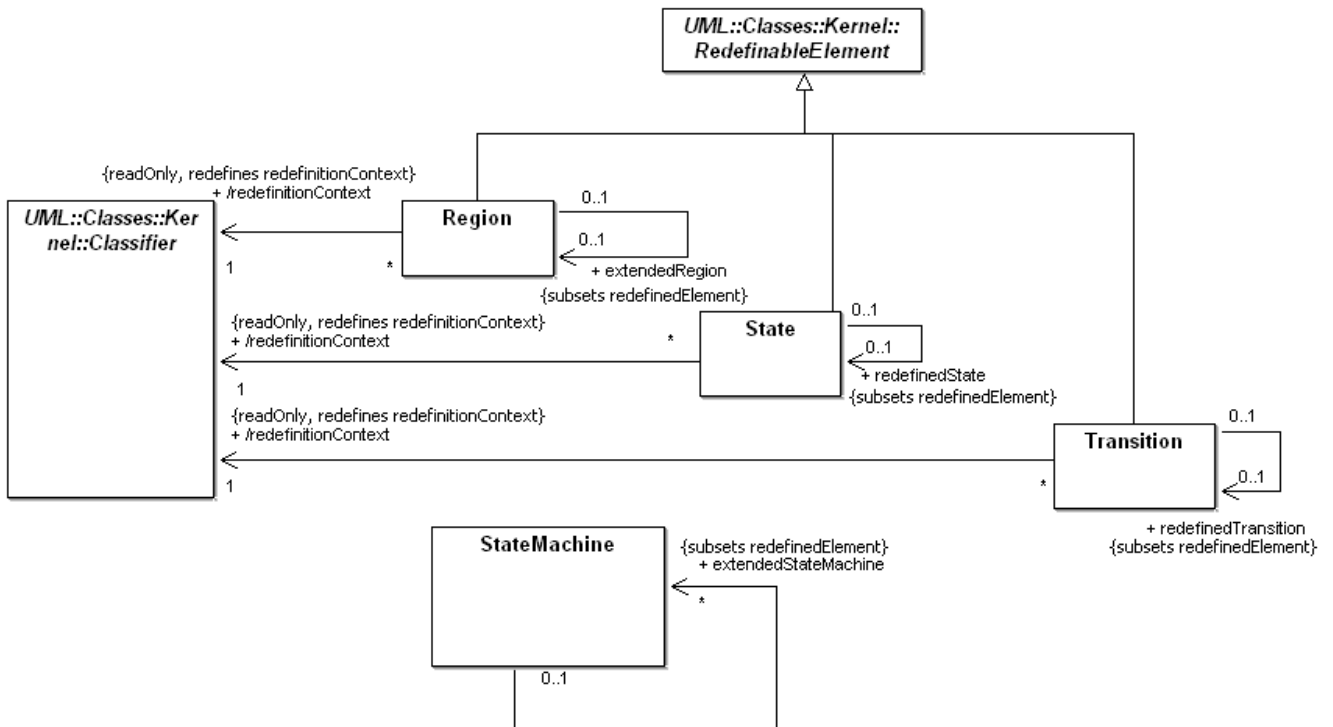 UML::Classes::Kernel::
RedefinableElement
{readOnly, redefines redefinitionContext}
+ /redefinitionContext
UML::Classes::Ker
nel::Classifier
1
*
Region
0..1
0..1
+ extendedRegion
{subsets redefinedElement}
{readOnly, redefines redefinitionContext}
+ /redefinitionContext
1
*
State
0..1
0..1
+ redefinedState
{subsets redefinedElement}
{readOnly, redefines redefinitionContext}
+ /redefinitionContext
1
*
Transition
0..1
0..1
+ redefinedTransition
{subsets redefinedElement}
StateMachine
{subsets redefinedElement}
+ extendedStateMachine
*
0..1